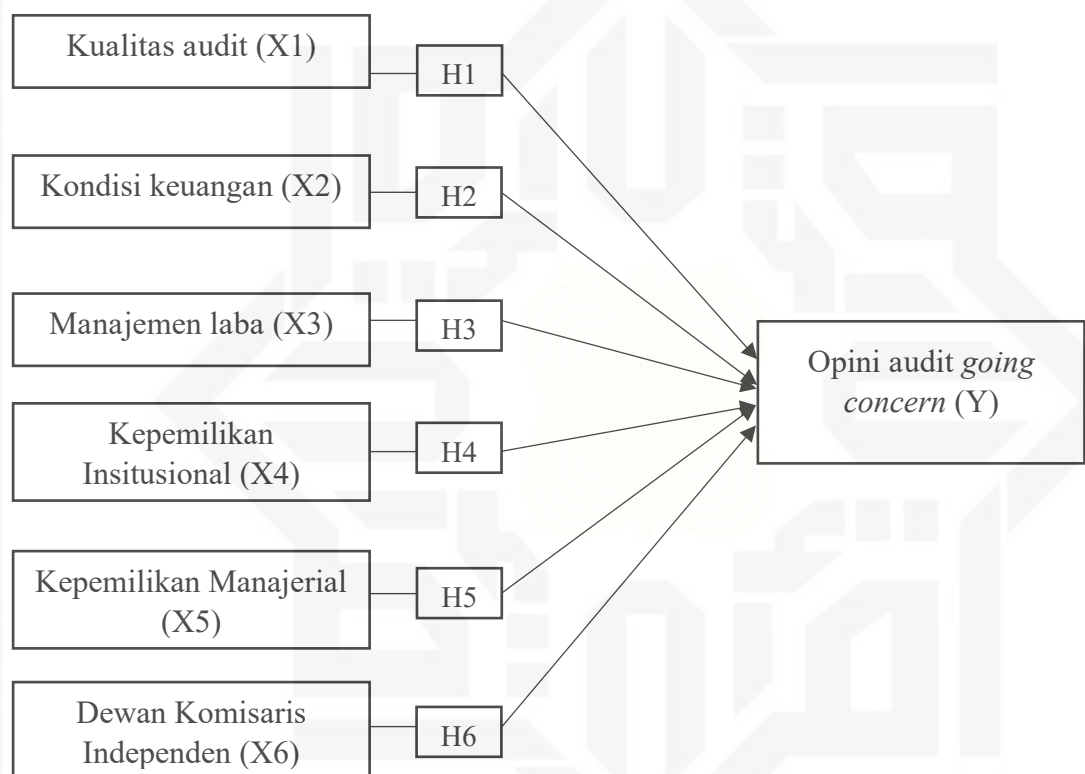 Kualitas audit (X1)
H1
Kondisi keuangan (X2)
H2
Manajemen laba (X3)
H3
Opini audit going
concern (Y)
Kepemilikan
Insitusional (X4)
H4
Kepemilikan Manajerial
(X5)
H5
Dewan Komisaris
Independen (X6)
H6